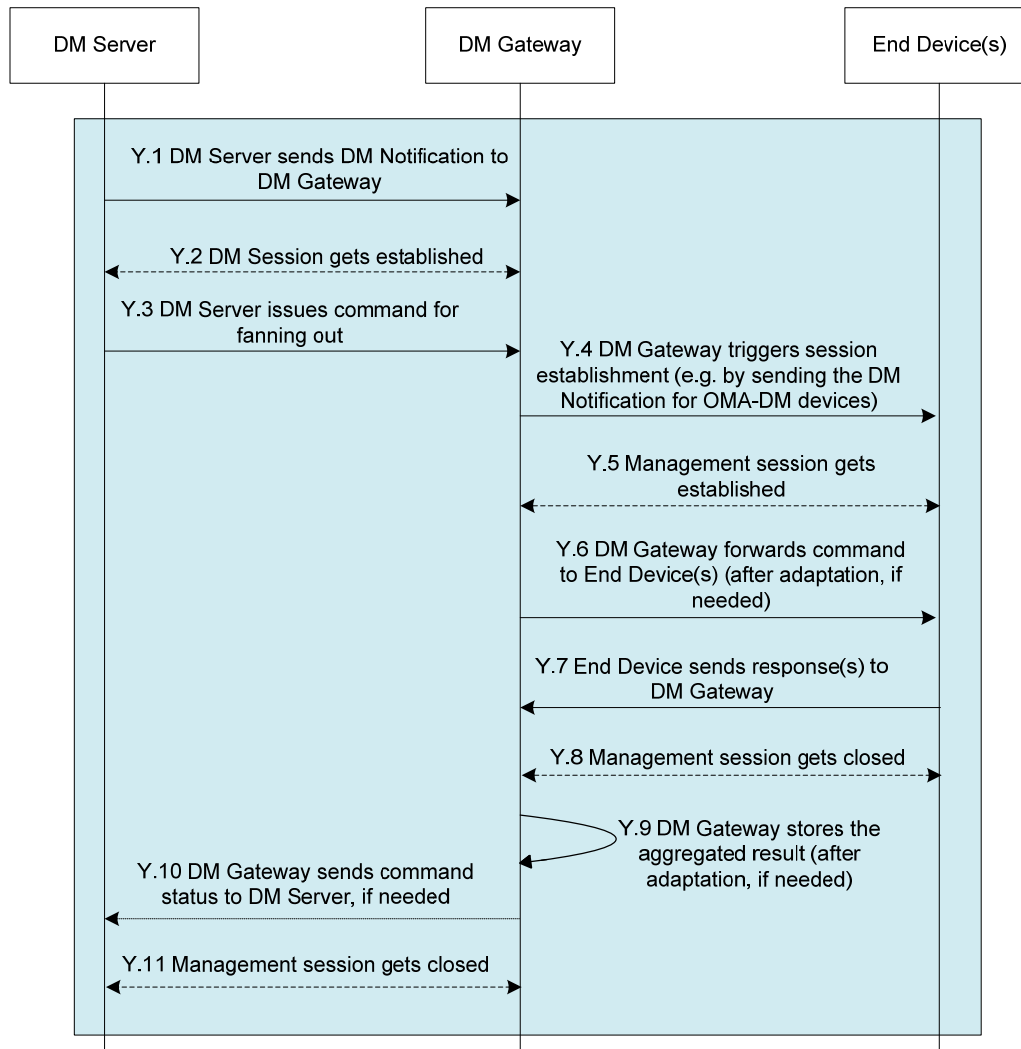 DM Server
DM Gateway
End Device(s)
Y.1 DM Server sends DM Notification to
DM Gateway
Y.2 DM Session gets established
Y.3 DM Server issues command for
fanning out
Y.4 DM Gateway triggers session
establishment (e.g. by sending the DM
Notification for OMA-DM devices)
Y.5 Management session gets
established
Y.6 DM Gateway forwards command
to End Device(s) (after adaptation, if
needed)
Y.7 End Device sends response(s) to
DM Gateway
Y.8 Management session gets closed
Y.9 DM Gateway stores the
aggregated result (after
adaptation, if needed)
Y.10 DM Gateway sends command
status to DM Server, if needed
Y.11 Management session gets closed